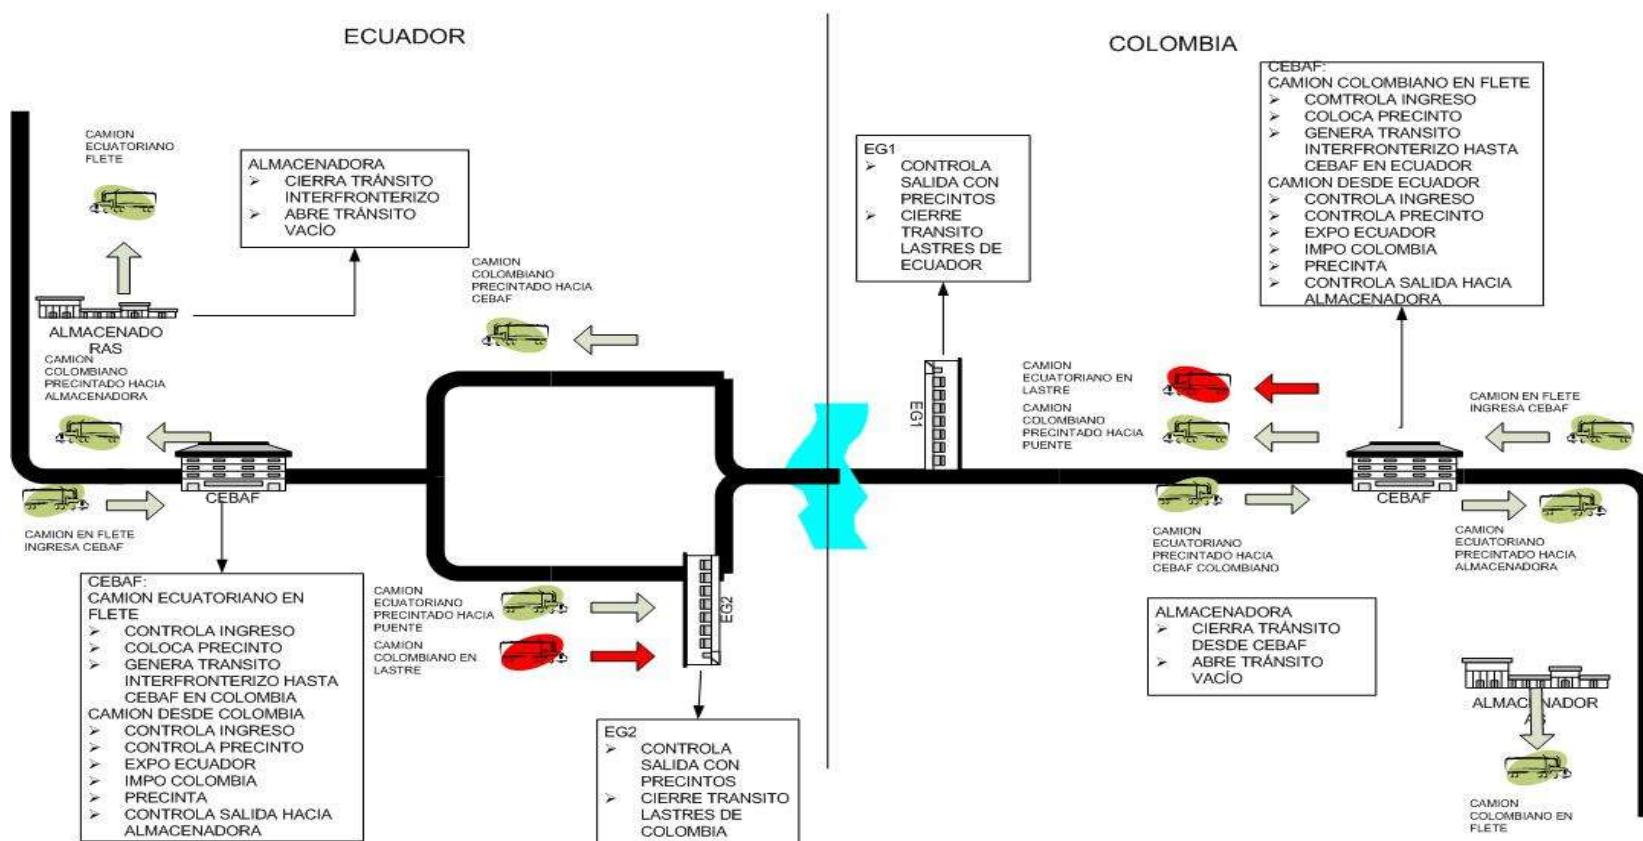 ECUADOR
COLOMBIA
CAMION
ECUATORIANO
FLETE
ALMACENADORA
➤ CIERRA TRÁNSITO
INTERFRONTERIZO
➤ ABRE TRÁNSITO
VACÍO
CAMION
COLOMBIANO
PRECINTADO HACIA
CEBAF
ALMACENADO
RAS
CAMION
COLOMBIANO
PRECINTADO HACIA
ALMACENADORA
CEBAF
CAMION EN FLETE
INGRESA CEBAF
CEBAF:
CAMION ECUATORIANO EN
FLETE
➤ CONTROLA INGRESO
➤ COLOCA PRECINTO
➤ GENERA TRANSITO
INTERFRONTERIZO HASTA
CEBAF EN COLOMBIA
CAMION DESDE COLOMBIA
➤ CONTROLA INGRESO
➤ CONTROLA PRECINTO
➤ EXPO ECUADOR
➤ IMPO COLOMBIA
➤ PRECINTA
➤ CONTROLA SALIDA HACIA
ALMACENADORA
CAMION
ECUATORIANO
PRECINTADO HACIA
PUENTE
CAMION
COLOMBIANO EN
LASTRE
EG2
EG2
➤ CONTROLA
SALIDA CON
PRECINTOS
➤ CIERRE TRANSITO
LASTRES DE
COLOMBIA
EG1
➤ CONTROLA
SALIDA CON
PRECINTOS
➤ CIERRE
TRANSITO
LASTRES DE
ECUADOR
EG1
CEBAF:
CAMION COLOMBIANO EN FLETE
➤ COMTROLA INGRESO
➤ COLOCA PRECINTO
➤ GENERA TRANSITO
INTERFRONTERIZO HASTA
CEBAF EN ECUADOR
CAMION DESDE ECUADOR
➤ CONTROLA INGRESO
➤ CONTROLA PRECINTO
➤ EXPO ECUADOR
➤ IMPO COLOMBIA
➤ PRECINTA
➤ CONTROLA SALIDA HACIA
ALMACENADORA
CAMION
ECUATORIANO EN
LASTRE
CAMION
COLOMBIANO
PRECINTADO HACIA
PUENTE
CAMION EN FLETE
INGRESA CEBAF
CEBAF
CAMION
ECUATORIANO
PRECINTADO HACIA
CEBAF COLOMBIANO
CAMION
ECUATORIANO
PRECINTADO HACIA
ALMACENADORA
ALMACENADORA
➤ CIERRA TRÁNSITO
DESDE CEBAF
➤ ABRE TRÁNSITO
VACÍO
ALMACENADOR
AS
CAMION
COLOMBIANO EN
FLETE